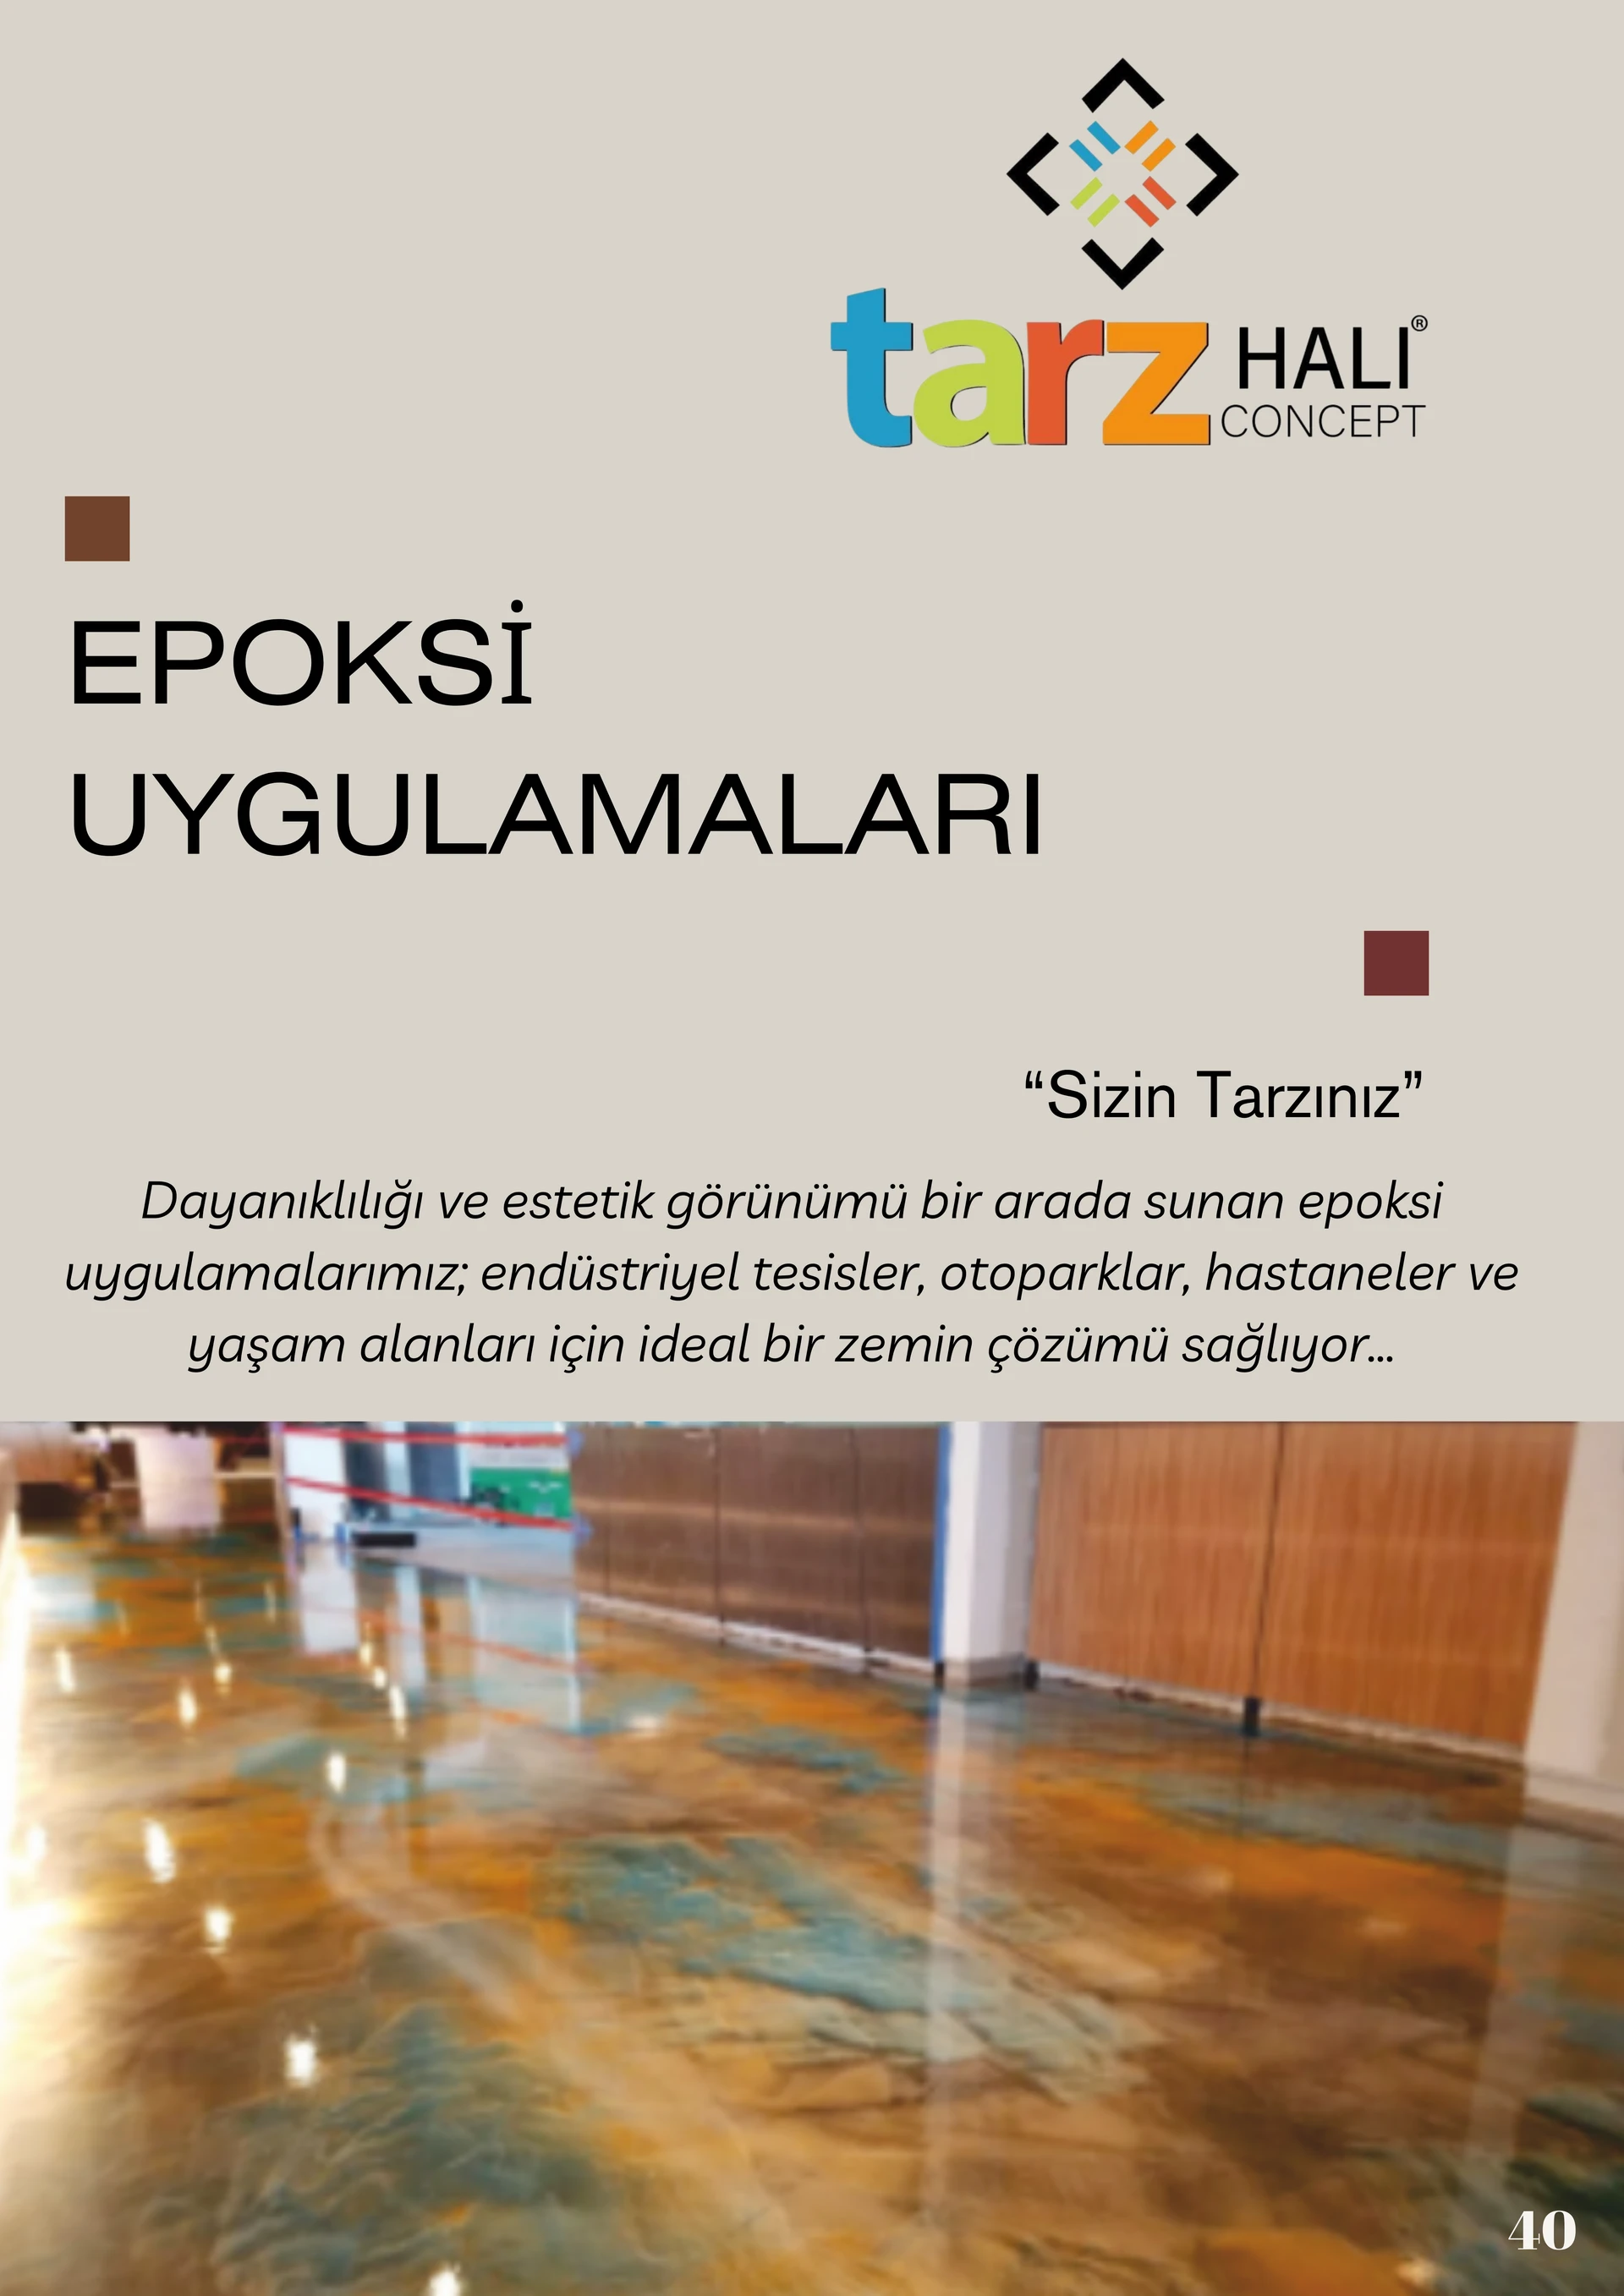 tarz HALI®
CONCEPT
EPOKSİ
UYGULAMALARI
“Sizin Tarzınız”
Dayanıklılığı ve estetik görünümü bir arada sunan epoksi
uygulamalarımız; endüstriyel tesisler, otoparklar, hastaneler ve
yaşam alanları için ideal bir zemin çözümü sağlıyor...
40